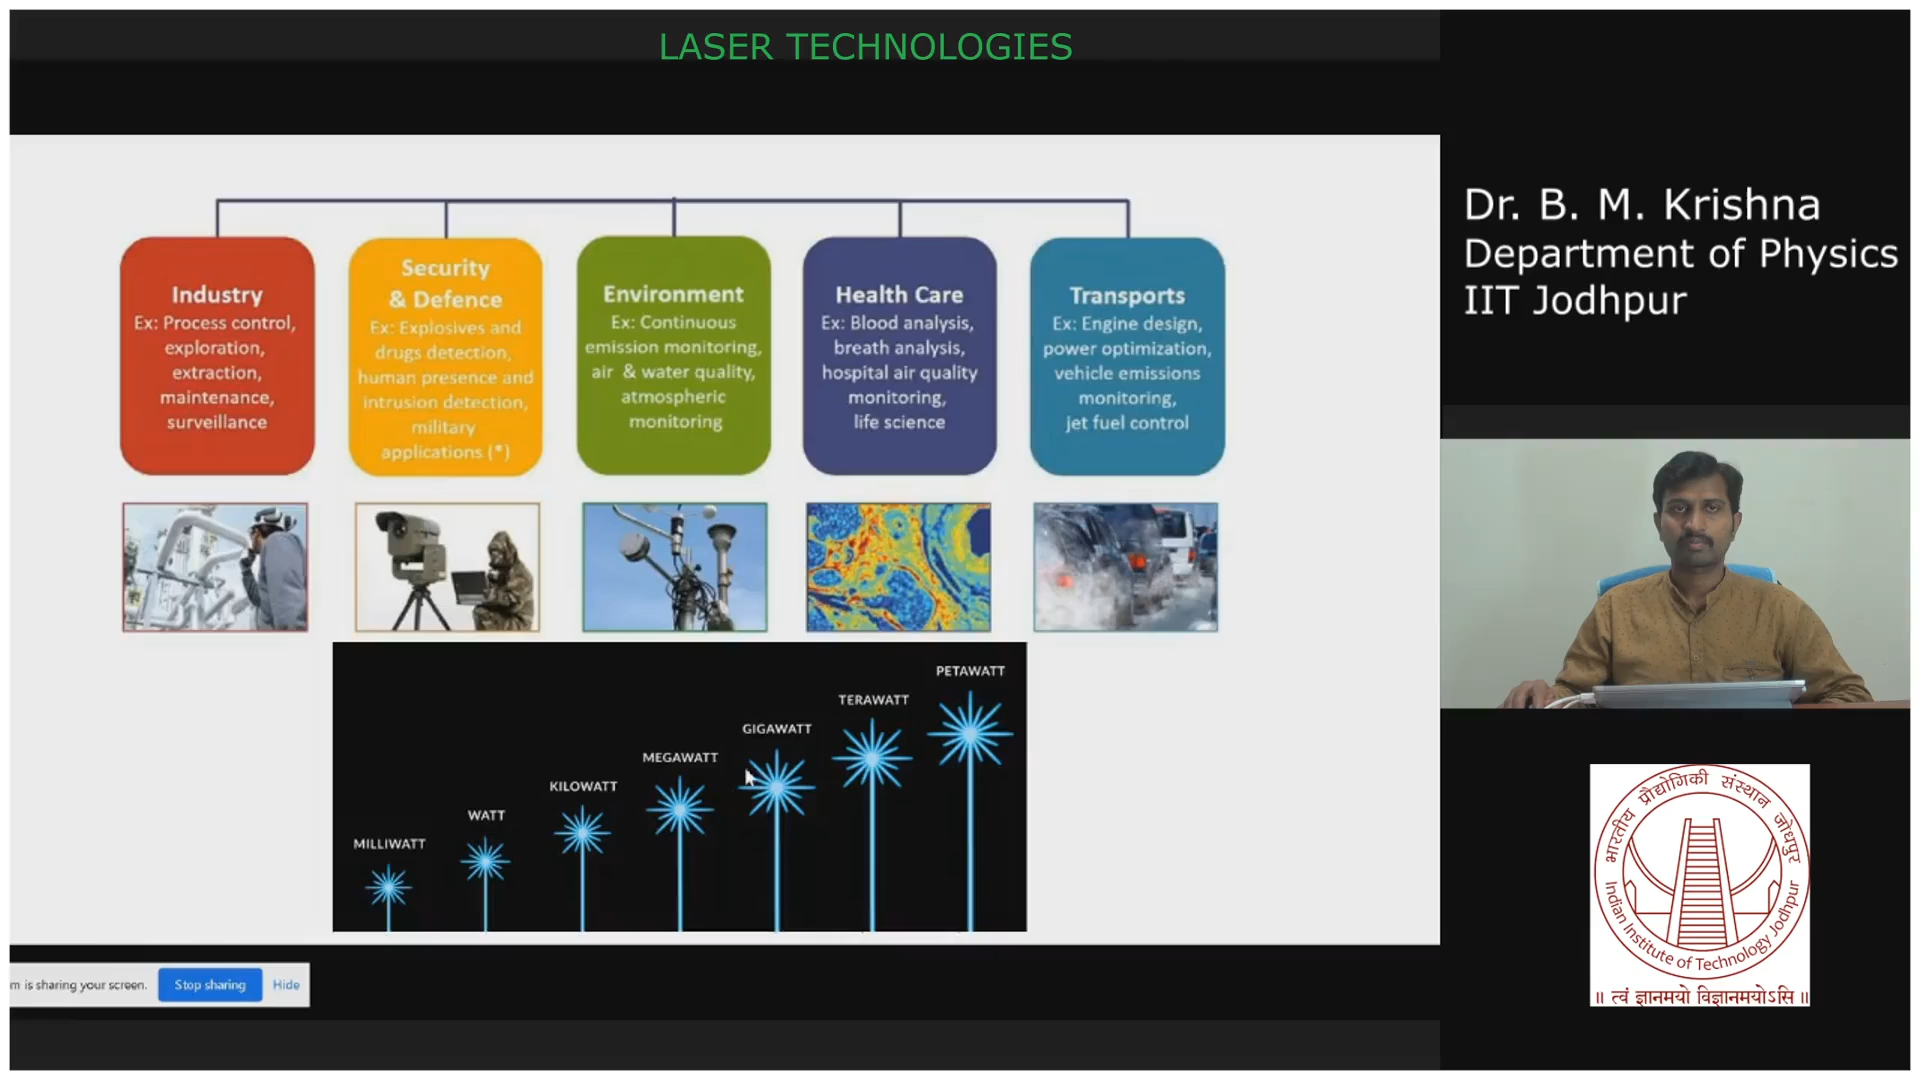 LASER TECHNOLOGIES
Dr. B. M. Krishna
Department of Physics
IIT Jodhpur
Industry
Ex: Process control,
exploration,
extraction,
maintenance,
surveillance
Security
& Defence
Ex: Explosives and
drugs detection,
human presence and
intrusion detection,
military
applications (*)
Environment
Ex: Continuous
emission monitoring,
air & water quality,
atmospheric
monitoring
Health Care
Ex: Blood analysis,
breath analysis,
hospital air quality
monitoring,
life science
Transports
Ex: Engine design,
power optimization,
vehicle emissions
monitoring,
jet fuel control
MILLIWATT
WATT
KILOWATT
MEGAWATT
GIGAWATT
TERAWATT
PETAWATT
m is sharing your screen.
Stop sharing
Hide
भारतीय प्रौद्योगिकी संस्थान जोधपुर
Indian Institute of Technology Jodhpur
॥ त्वं ज्ञानमयो विज्ञानमयोऽसि ॥